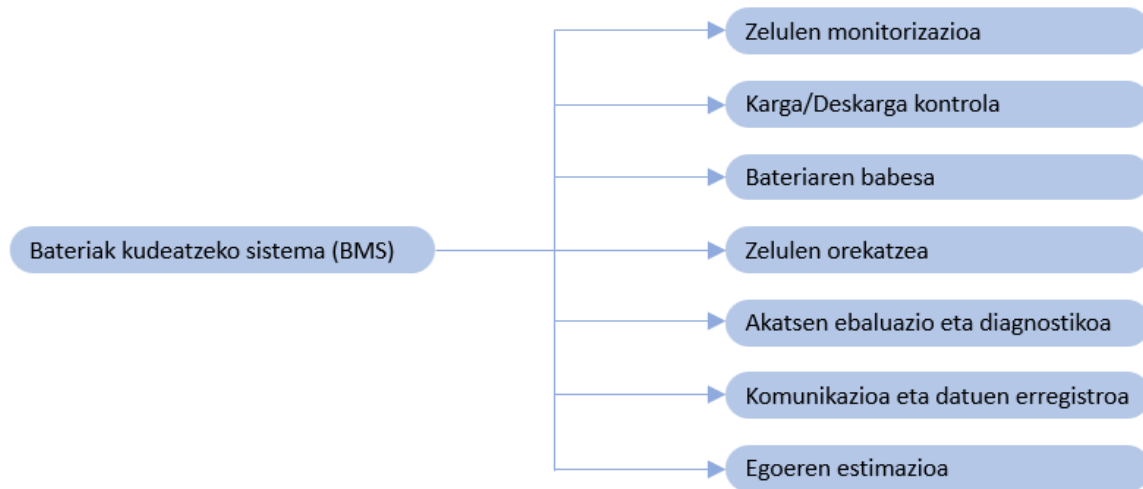 Zelulen monitorizazioa
Karga/Deskarga kontrola
Bateriaren babesa
Bateriak kudeatzeko sistema (BMS)
Zelulen orekatzea
Akatsen ebaluazio eta diagnostikoa
Komunikazioa eta datuen erregistroa
Egoeren estimazioa